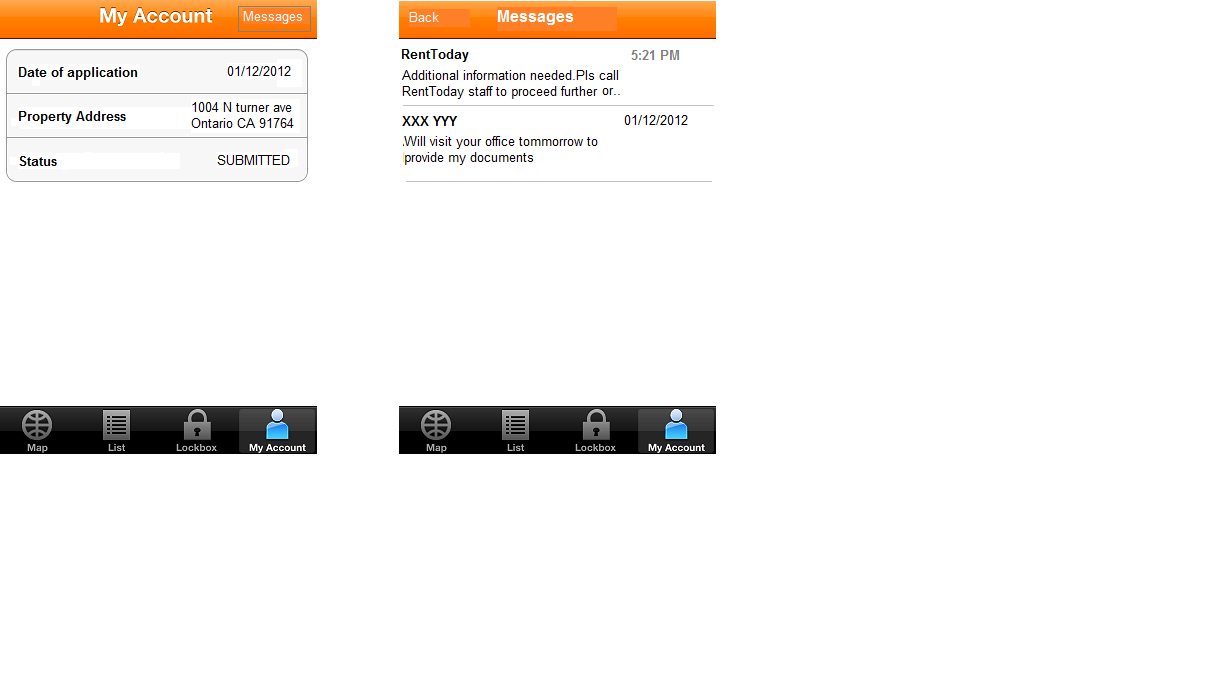 My Account
Messages
Date of application
01/12/2012
Property Address
1004 N turner ave
Ontario CA 91764
Status
SUBMITTED
Map
List
Lockbox
My Account
Back
Messages
RentToday
5:21 PM
Additional information needed.Pls call
RentToday staff to proceed further or..
XXX YYY
01/12/2012
.Will visit your office tommorrow to
provide my documents
Map
List
Lockbox
My Account